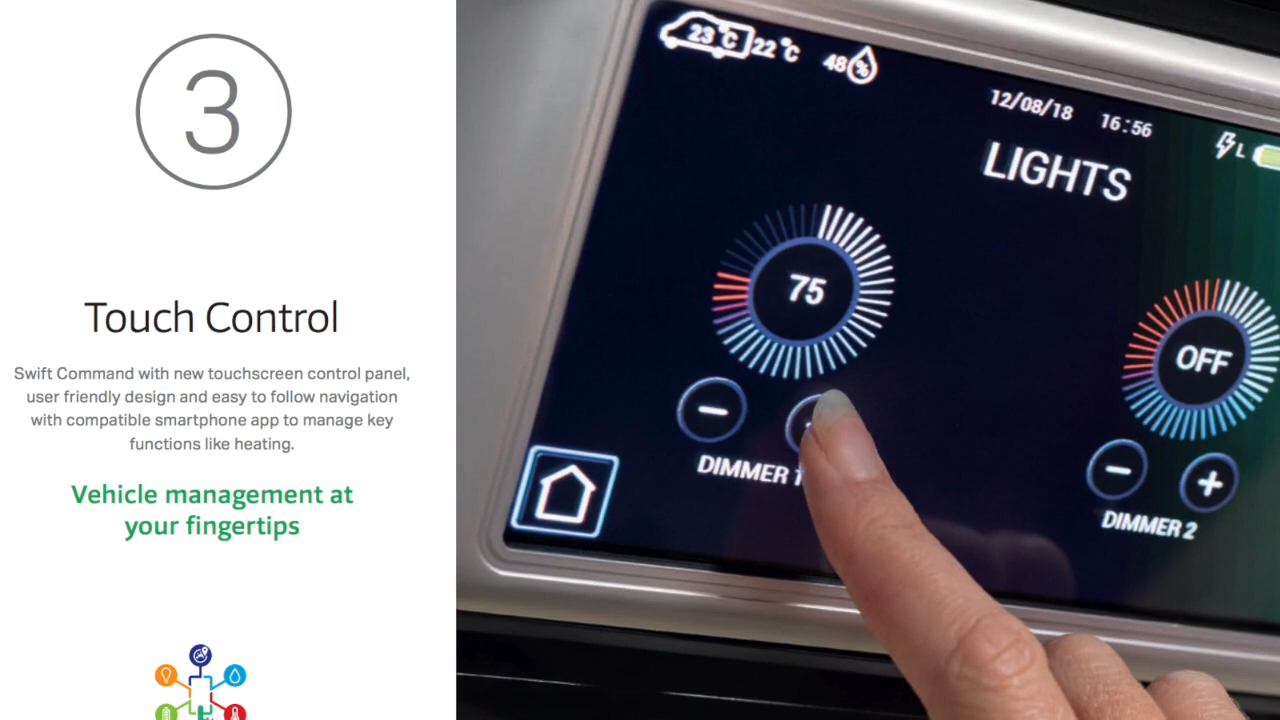 3
Touch Control
Swift Command with new touchscreen control panel,
user friendly design and easy to follow navigation
with compatible smartphone app to manage key
functions like heating.
Vehicle management at
your fingertips
23°C 22°C 48%
12/08/18 16:56
L
LIGHTS
75
OFF
DIMMER 1
DIMMER 2